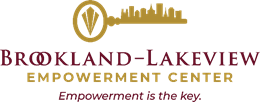 BROOKLAND-LAKEVIEW
EMPOWERMENT CENTER
Empowerment is the key.